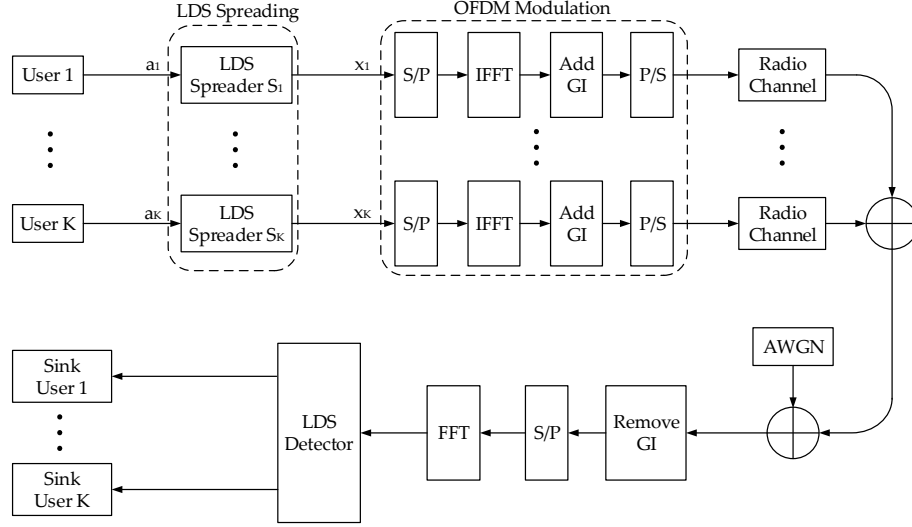 LDS Spreading
OFDM Modulation
User 1
a1
LDS
Spreader S1
x1
S/P
IFFT
Add
GI
P/S
Radio
Channel
User K
aK
LDS
Spreader SK
xK
S/P
IFFT
Add
GI
P/S
Radio
Channel
AWGN
Sink
User 1
LDS
Detector
FFT
S/P
Remove
GI
Sink
User K